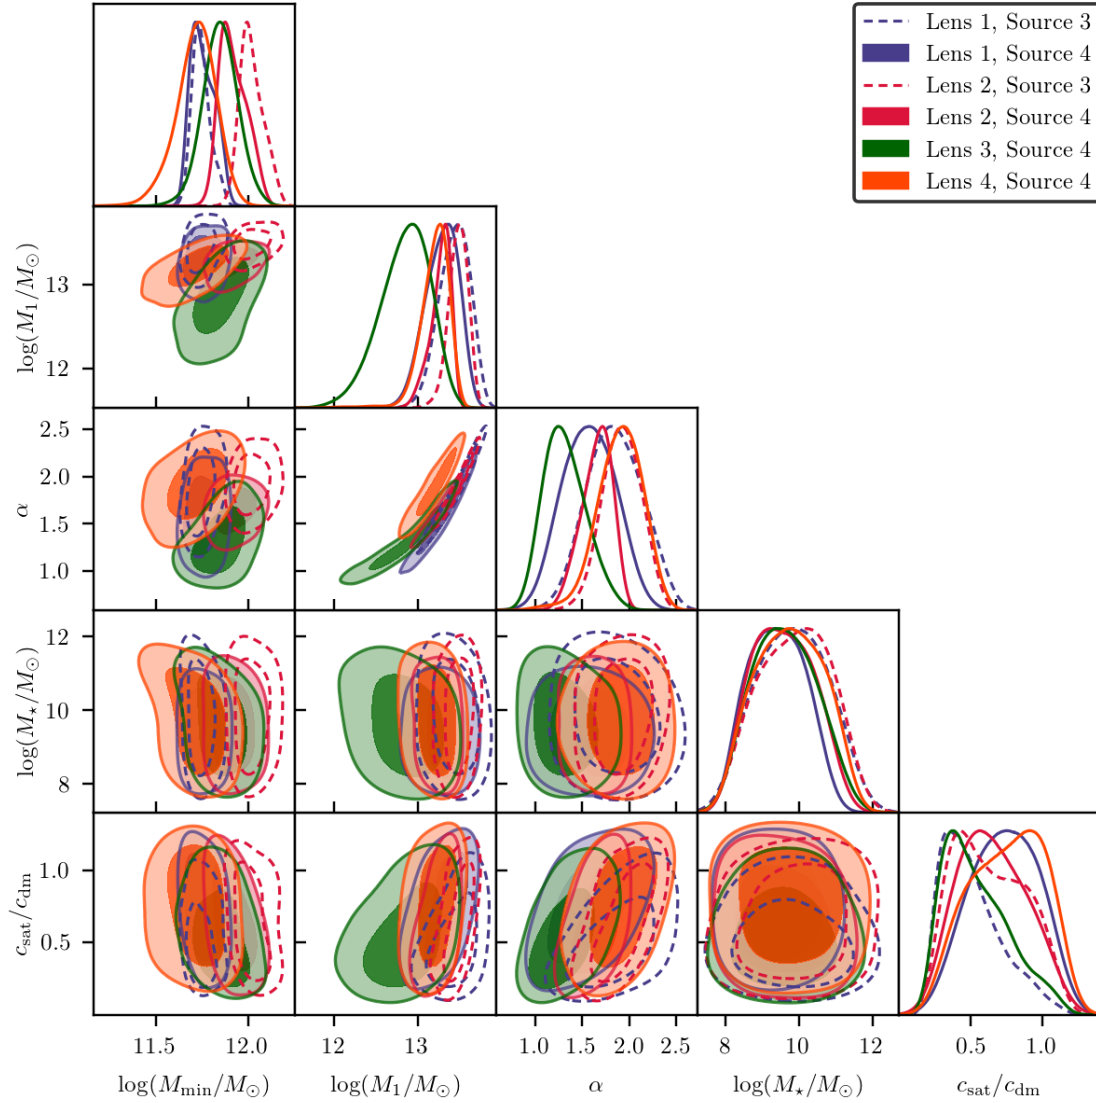 Lens 1, Source 3
Lens 1, Source 4
Lens 2, Source 3
Lens 2, Source 4
Lens 3, Source 4
Lens 4, Source 4
log(M₁/M⊙)
13
12
α
2.5
2.0
1.5
1.0
log(M⋆/M⊙)
12
10
8
c_sat/c_dm
1.0
0.5
11.5 12.0
12 13
1.0 1.5 2.0 2.5
8 10 12
0.5 1.0
log(M_min/M⊙) log(M₁/M⊙) α log(M⋆/M⊙) c_sat/c_dm